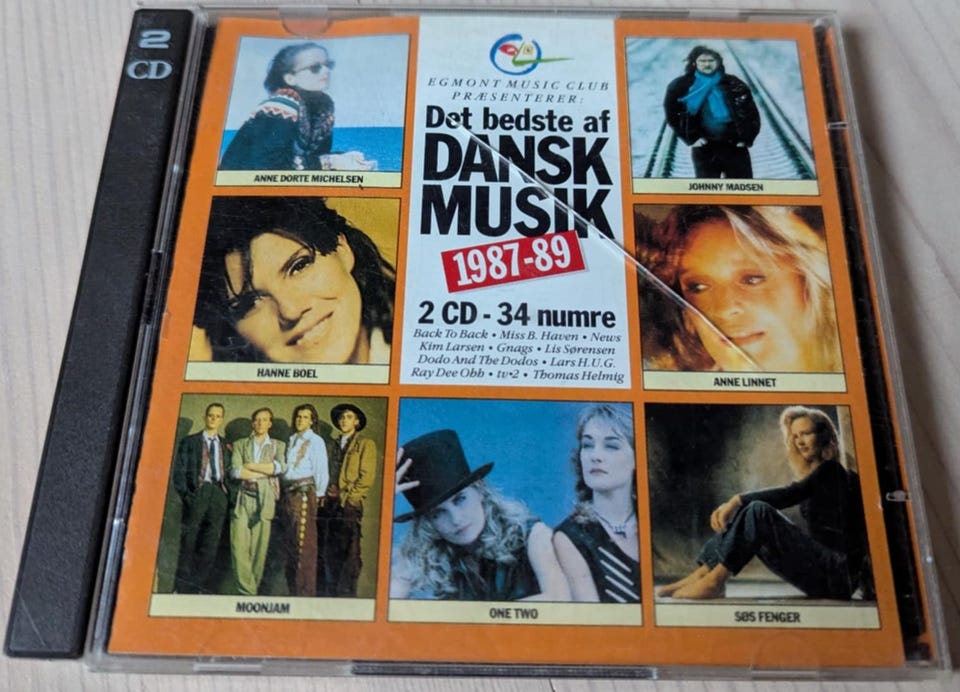 2
CD
EGMONT MUSIC CLUB
PRÆSENTERER:
Det bedste af
DANSK
MUSIK
1987-89
2 CD - 34 numre
Back To Back • Miss B. Haven • News
Kim Larsen • Gnags • Lis Sørensen
Dodo And The Dodos • Lars H.U.G.
Ray Dee Ohh • tv•2 • Thomas Helmig
ANNE DORTE MICHELSEN
JOHNNY MADSEN
HANNE BOEL
ANNE LINNET
MOONJAM
ONE TWO
SØS FENGER